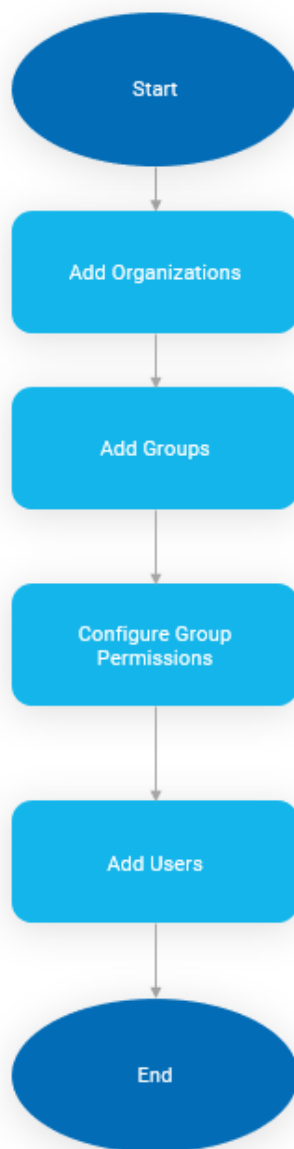 Start
Add Organizations
Add Groups
Configure Group
Permissions
Add Users
End